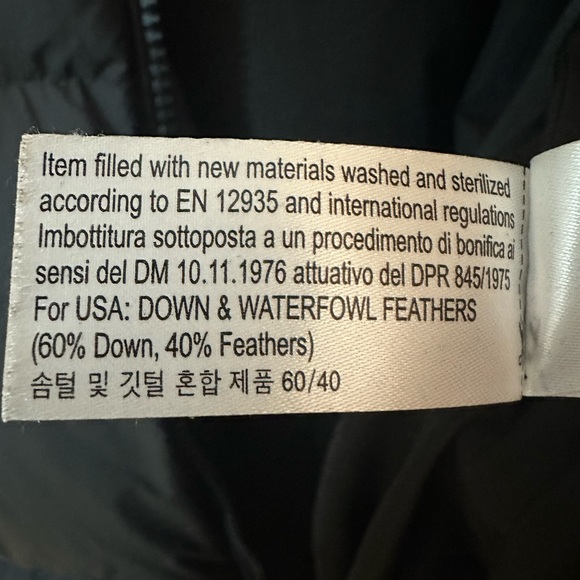 Item filled with new materials washed and sterilized
according to EN 12935 and international regulations
Imbottitura sottoposta a un procedimento di bonifica ai
sensi del DM 10.11.1976 attuativo del DPR 845/1975
For USA: DOWN & WATERFOWL FEATHERS
(60% Down, 40% Feathers)
솜털 및 깃털 혼합 제품 60/40